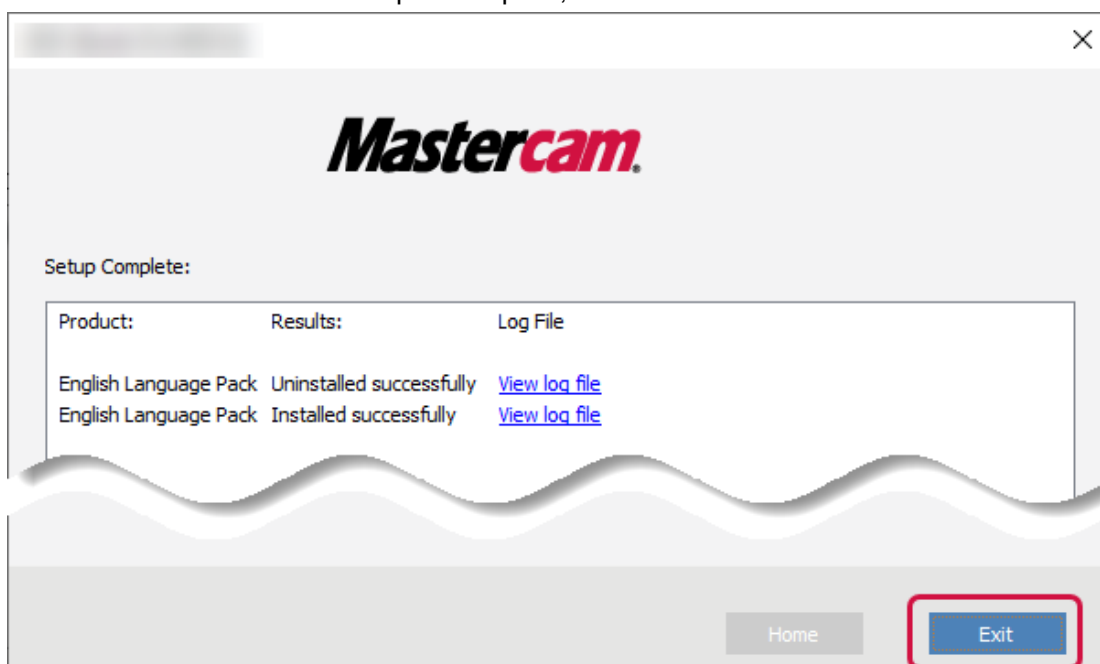 Mastercam®
Setup Complete:
Product: Results: Log File
English Language Pack Uninstalled successfully View log file
English Language Pack Installed successfully View log file
Home Exit